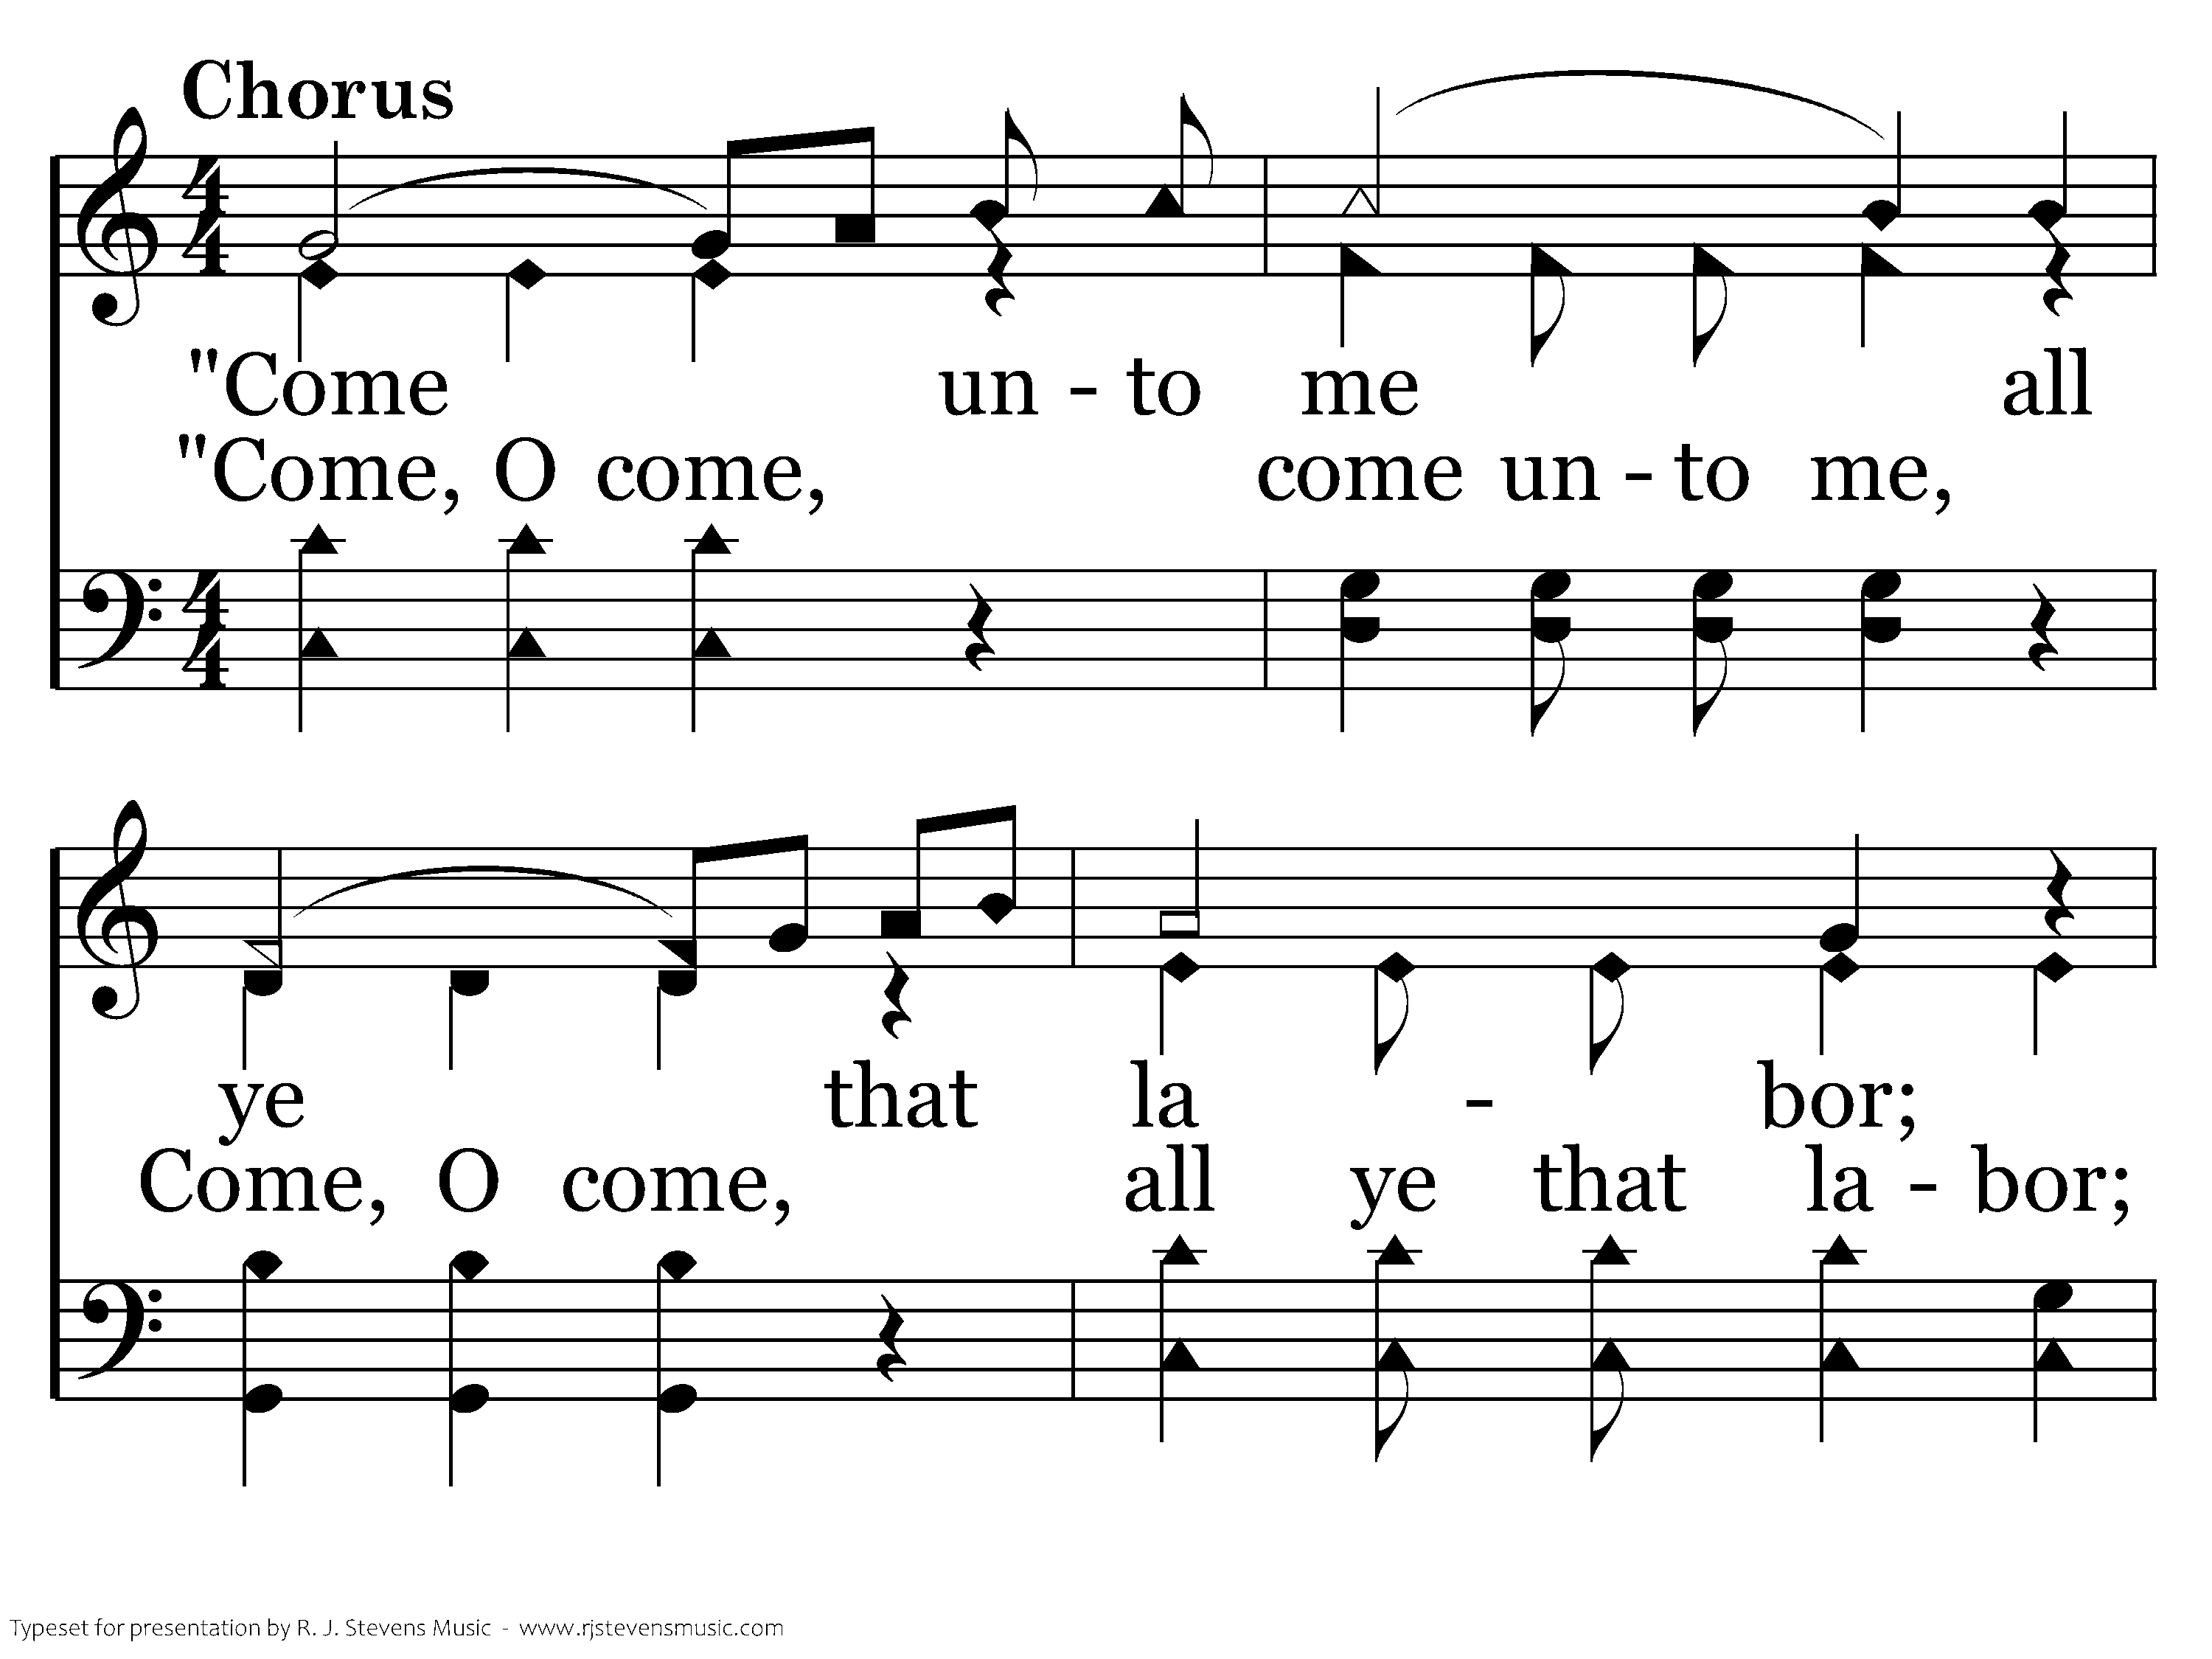 Chorus
"Come un - to me all
"Come, O come, come un - to me,
ye that la - bor;
Come, O come, all ye that la - bor;
Typeset for presentation by R. J. Stevens Music - www.rjstevensmusic.com